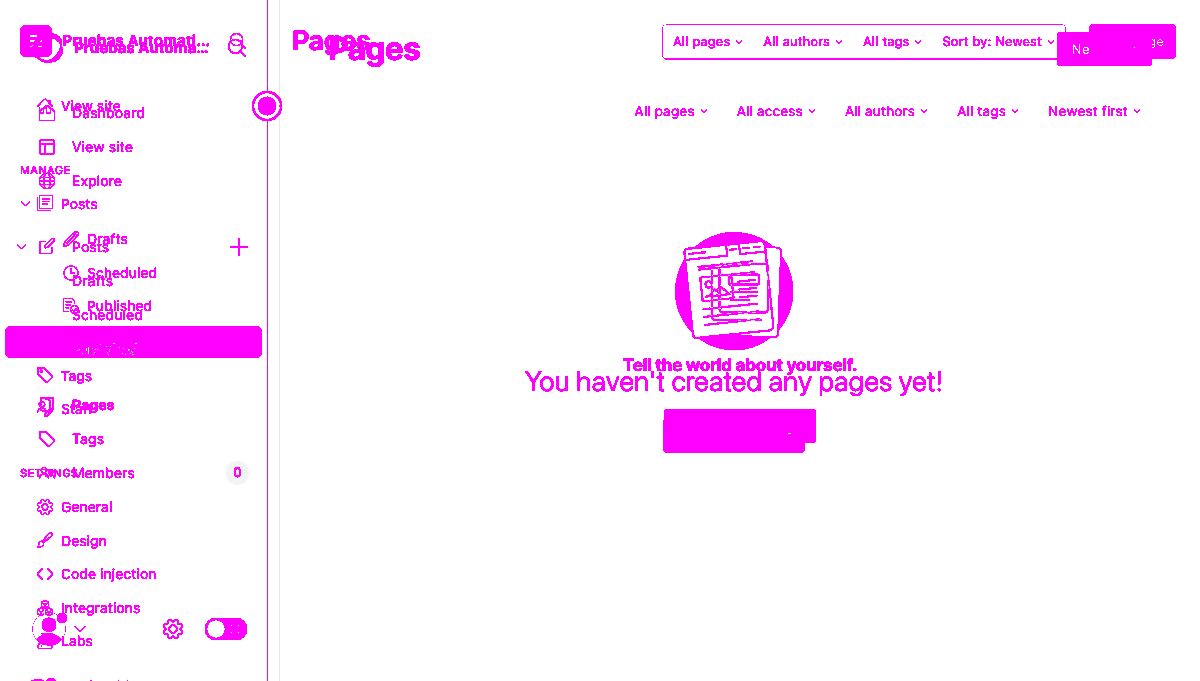 Pruebas Automati...
Pruebas Automa...
Pages
Pages
All pages
All authors
All tags
Sort by: Newest
All pages
All access
All authors
All tags
Newest first
View site
Dashboard
View site
MANAGE
Explore
Posts
Drafts
Posts
Scheduled
Drafts
Published
Scheduled
Tags
Pages
Staff
Tags
SETTINGS
Members
0
General
Design
Code injection
Integrations
Labs
Tell the world about yourself.
You haven't created any pages yet!